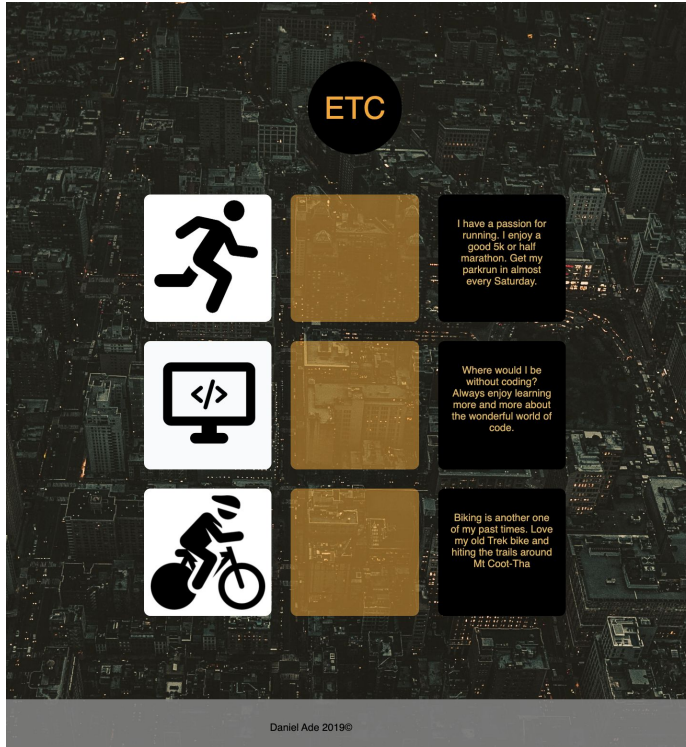 ETC
I have a passion for
running. I enjoy a
good 5k or half
marathon. Get my
parkrun in almost
every Saturday.
</>
Where would I be
without coding?
Always enjoy learning
more and more about
the wonderful world of
code.
Biking is another one
of my past times. Love
my old Trek bike and
hiting the trails around
Mt Coot-Tha
Daniel Ade 2019©